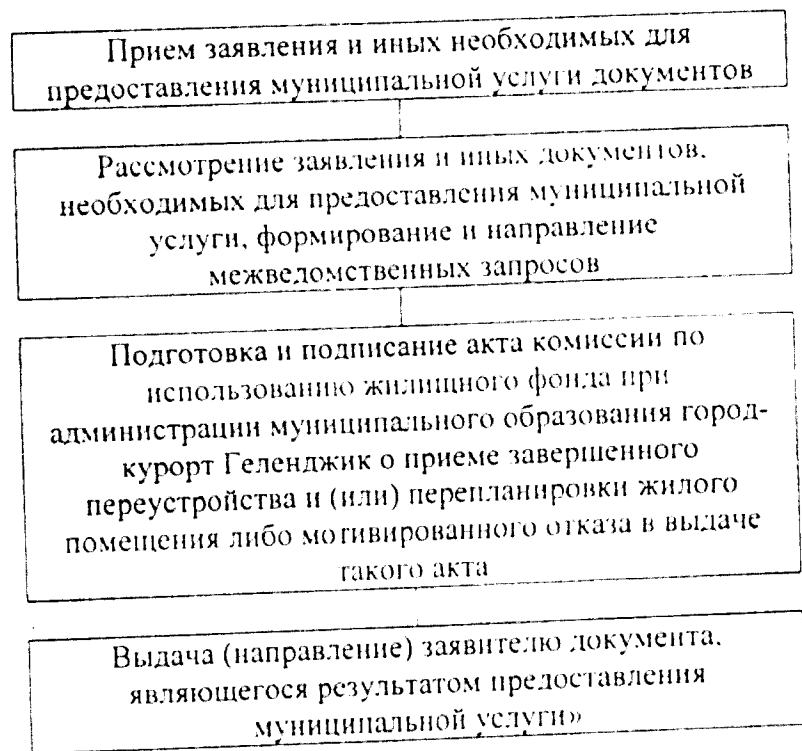 Прием заявления и иных необходимых для
предоставления муниципальной услуги документов
Рассмотрение заявления и иных документов,
необходимых для предоставления муниципальной
услуги, формирование и направление
межведомственных запросов
Подготовка и подписание акта комиссии по
использованию жилищного фонда при
администрации муниципального образования город-
курорт Геленджик о приеме завершенного
переустройства и (или) перепланировки жилого
помещения либо мотивированного отказа в выдаче
такого акта
Выдача (направление) заявителю документа,
являющегося результатом предоставления
муниципальной услуги»